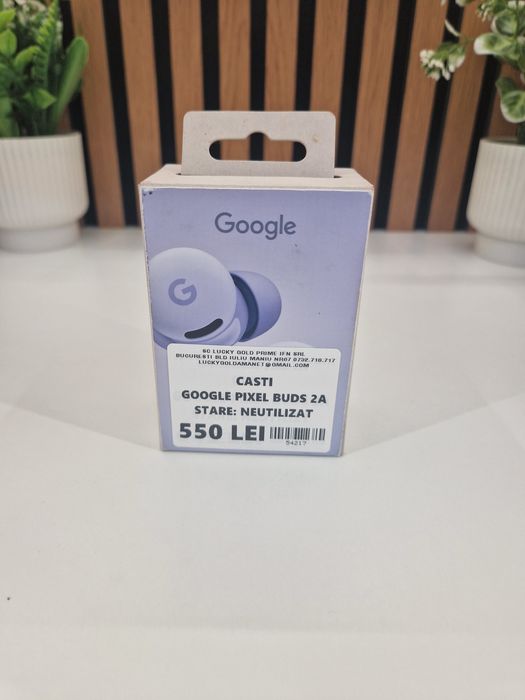 Google
G
SC LUCKY GOLD PRIME IFN SRL
BUCURESTI BLD IULIU MANIU NR67 0732.710.717
LUCKYGOLDAMANET@GMAIL.COM
CASTI
GOOGLE PIXEL BUDS 2A
STARE: NEUTILIZAT
550 LEI
54217